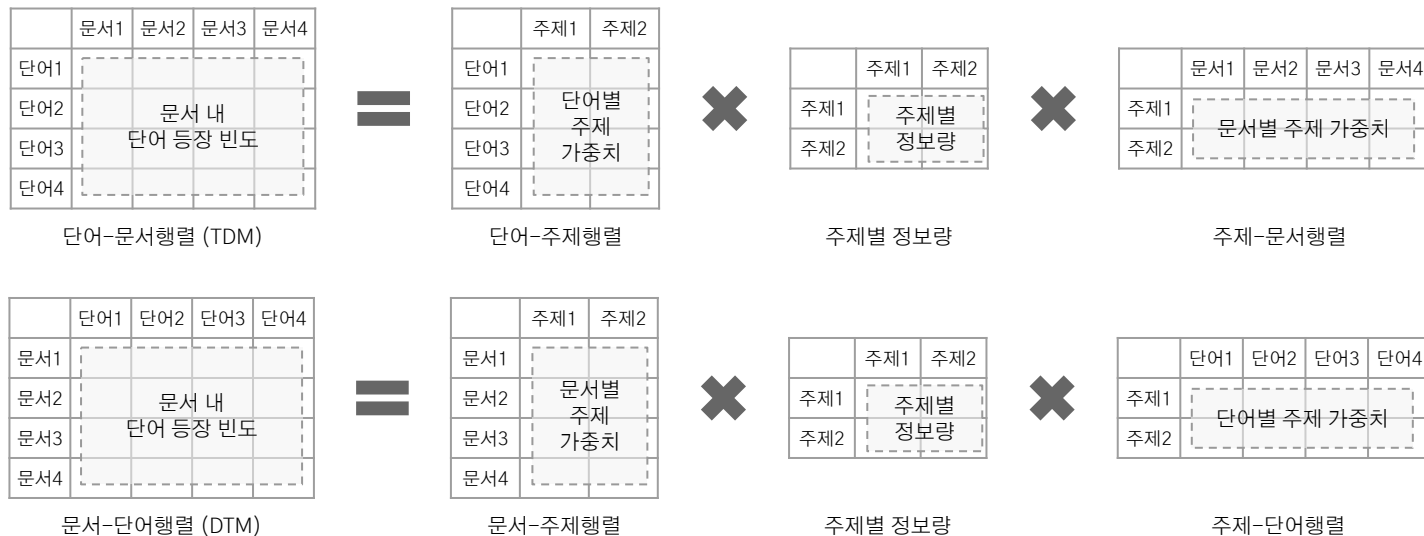 문서1 문서2 문서3 문서4
단어1
단어2
단어3
단어4
문서 내
단어 등장 빈도
단어-문서행렬 (TDM)
주제1 주제2
단어1
단어2
단어3
단어4
단어별
주제
가중치
단어-주제행렬
주제1 주제2
주제1
주제2
주제별
정보량
주제별 정보량
문서1 문서2 문서3 문서4
주제1
주제2
문서별 주제 가중치
주제-문서행렬
단어1 단어2 단어3 단어4
문서1
문서2
문서3
문서4
문서 내
단어 등장 빈도
문서-단어행렬 (DTM)
주제1 주제2
문서1
문서2
문서3
문서4
문서별
주제
가중치
문서-주제행렬
주제1 주제2
주제1
주제2
주제별
정보량
주제별 정보량
단어1 단어2 단어3 단어4
주제1
주제2
단어별 주제 가중치
주제-단어행렬